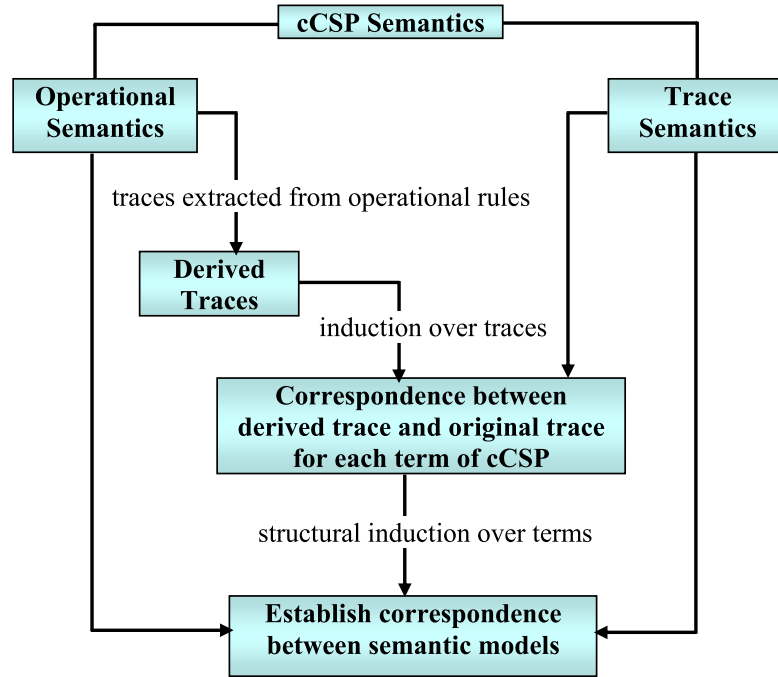 cCSP Semantics
Operational
Semantics
Trace
Semantics
traces extracted from operational rules
Derived
Traces
induction over traces
Correspondence between
derived trace and original trace
for each term of cCSP
structural induction over terms
Establish correspondence
between semantic models